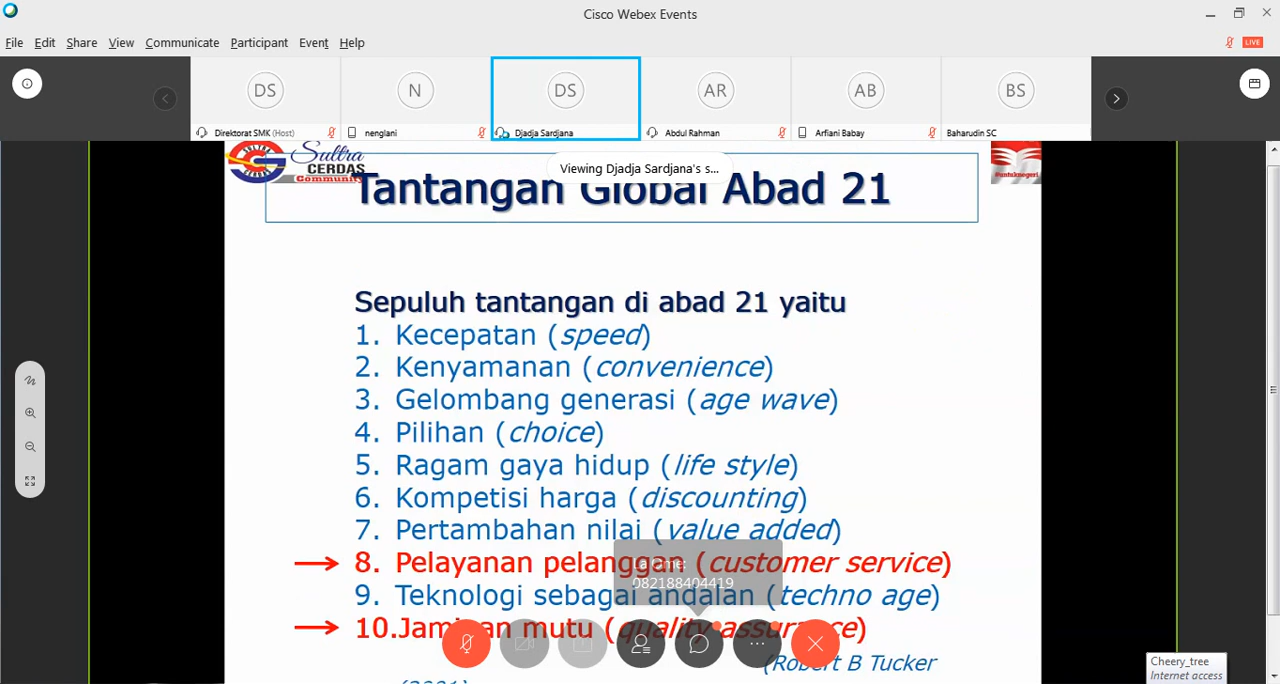 Cisco Webex Events
File Edit Share View Communicate Participant Event Help
LIVE
DS N DS AR AB BS
Direktorat SMK (Host) nenglani Djadja Sardjana Abdul Rahman Arfiani Babay Baharudin SC
Viewing Djadja Sardjana's s...
Sultra
CERDAS
Community
#untuknegeri
Tantangan Global Abad 21
Sepuluh tantangan di abad 21 yaitu
1. Kecepatan (speed)
2. Kenyamanan (convenience)
3. Gelombang generasi (age wave)
4. Pilihan (choice)
5. Ragam gaya hidup (life style)
6. Kompetisi harga (discounting)
7. Pertambahan nilai (value added)
8. Pelayanan pelanggan (customer service)
La Ome:
082188404419
9. Teknologi sebagai andalan (techno age)
10.Jaminan mutu (quality assurance)
(Robert B Tucker
Cheery_tree
Internet access